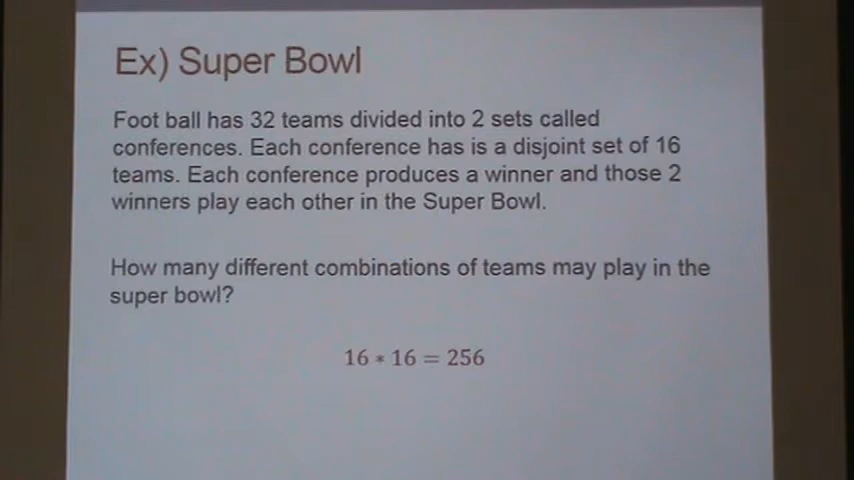 Ex) Super Bowl
Foot ball has 32 teams divided into 2 sets called
conferences. Each conference has is a disjoint set of 16
teams. Each conference produces a winner and those 2
winners play each other in the Super Bowl.
How many different combinations of teams may play in the
super bowl?
16 ∗ 16 = 256